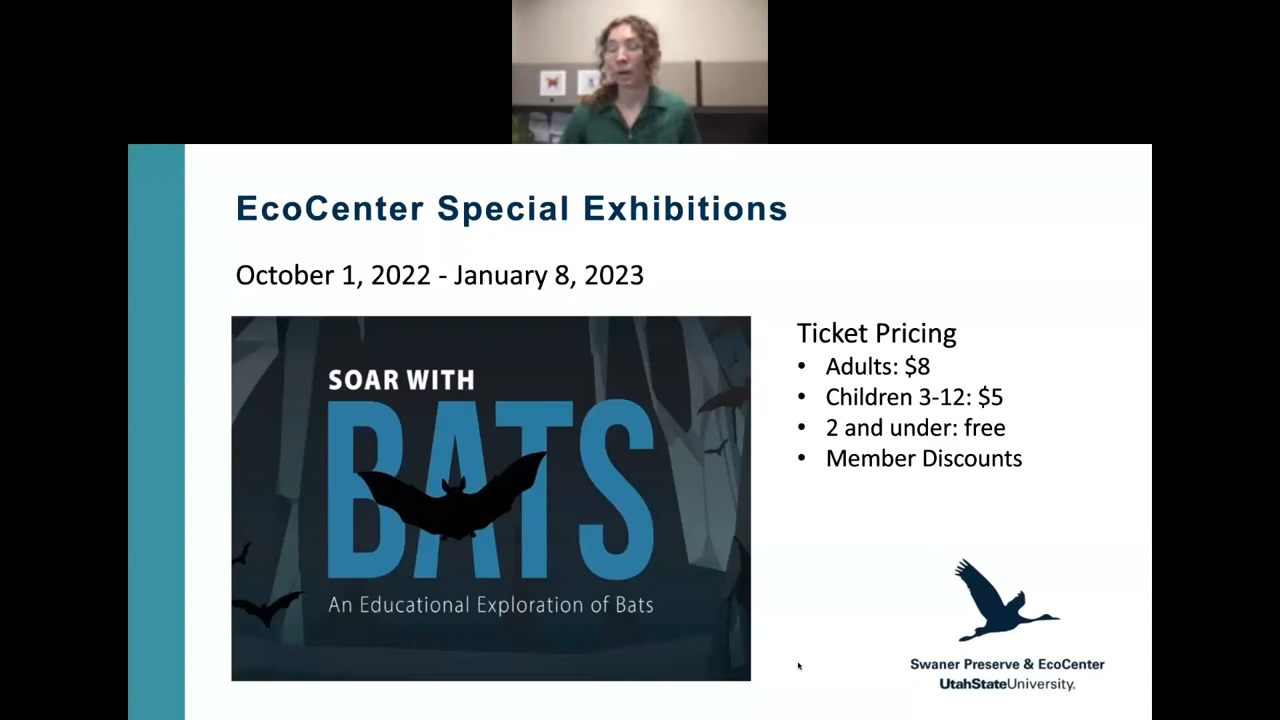 EcoCenter Special Exhibitions
October 1, 2022 - January 8, 2023
SOAR WITH
BATS
An Educational Exploration of Bats
Ticket Pricing
• Adults: $8
• Children 3-12: $5
• 2 and under: free
• Member Discounts
Swaner Preserve & EcoCenter
UtahStateUniversity.